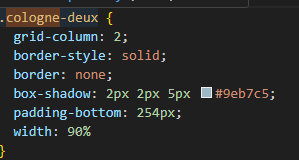 .cologne-deux {
grid-column: 2;
border-style: solid;
border: none;
box-shadow: 2px 2px 5px #9eb7c5;
padding-bottom: 254px;
width: 90%
}